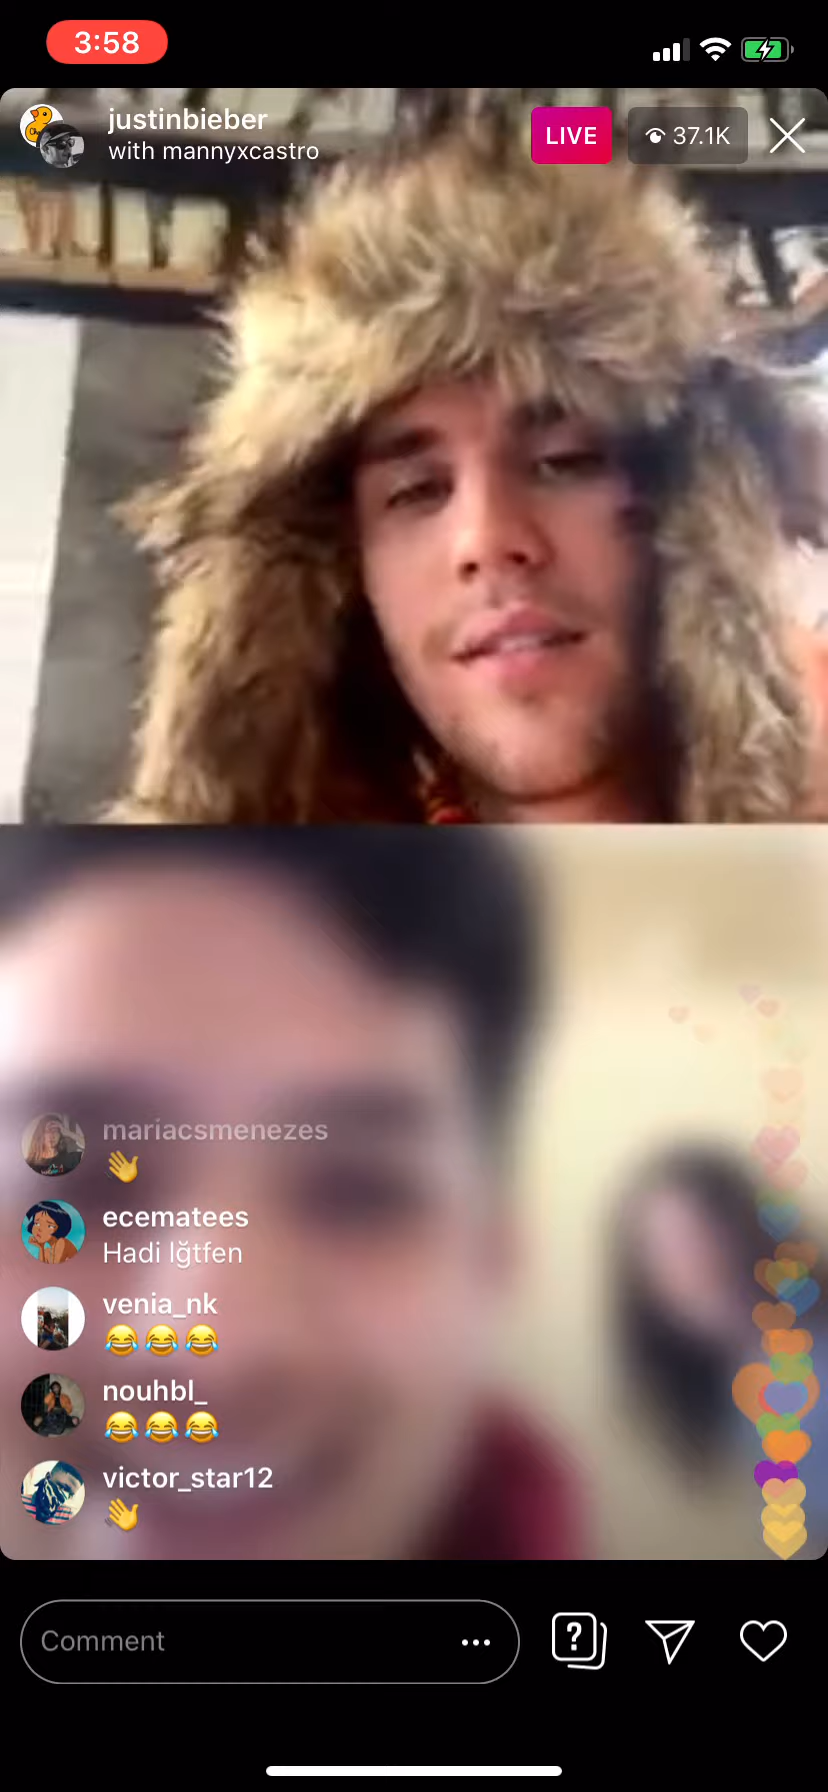 3:58
justinbieber
with mannyxcastro
LIVE
37.1K
mariacsmenezes
👋
ecematees
Hadi lğtfen
venia_nk
😂😂😂
nouhbl_
😂😂😂
victor_star12
👋
Comment